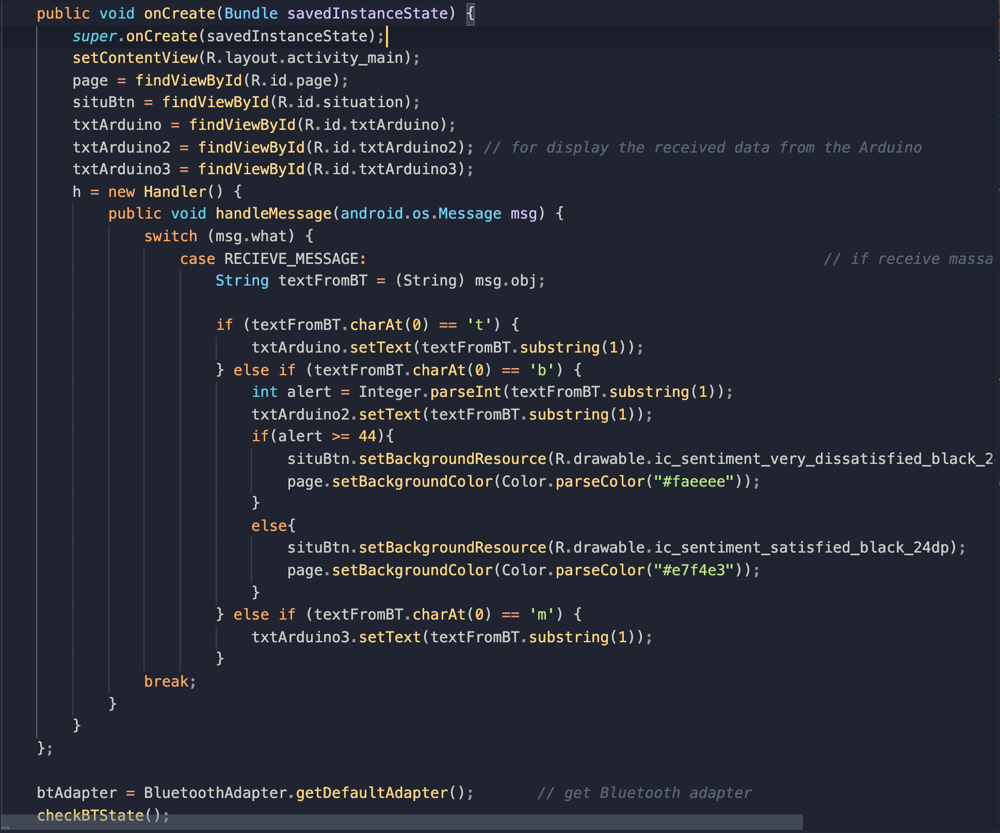 public void onCreate(Bundle savedInstanceState) {
super.onCreate(savedInstanceState);
setContentView(R.layout.activity_main);
page = findViewById(R.id.page);
situBtn = findViewById(R.id.situation);
txtArduino = findViewById(R.id.txtArduino);
txtArduino2 = findViewById(R.id.txtArduino2); // for display the received data from the Arduino
txtArduino3 = findViewById(R.id.txtArduino3);
h = new Handler() {
public void handleMessage(android.os.Message msg) {
switch (msg.what) {
case RECIEVE_MESSAGE: // if receive massa
String textFromBT = (String) msg.obj;
if (textFromBT.charAt(0) == 't') {
txtArduino.setText(textFromBT.substring(1));
} else if (textFromBT.charAt(0) == 'b') {
int alert = Integer.parseInt(textFromBT.substring(1));
txtArduino2.setText(textFromBT.substring(1));
if(alert >= 44){
situBtn.setBackgroundResource(R.drawable.ic_sentiment_very_dissatisfied_black_2
page.setBackgroundColor(Color.parseColor("#faeeee"));
}
else{
situBtn.setBackgroundResource(R.drawable.ic_sentiment_satisfied_black_24dp);
page.setBackgroundColor(Color.parseColor("#e7f4e3"));
}
} else if (textFromBT.charAt(0) == 'm') {
txtArduino3.setText(textFromBT.substring(1));
}
break;
}
}
};
btAdapter = BluetoothAdapter.getDefaultAdapter(); // get Bluetooth adapter
checkBTState();